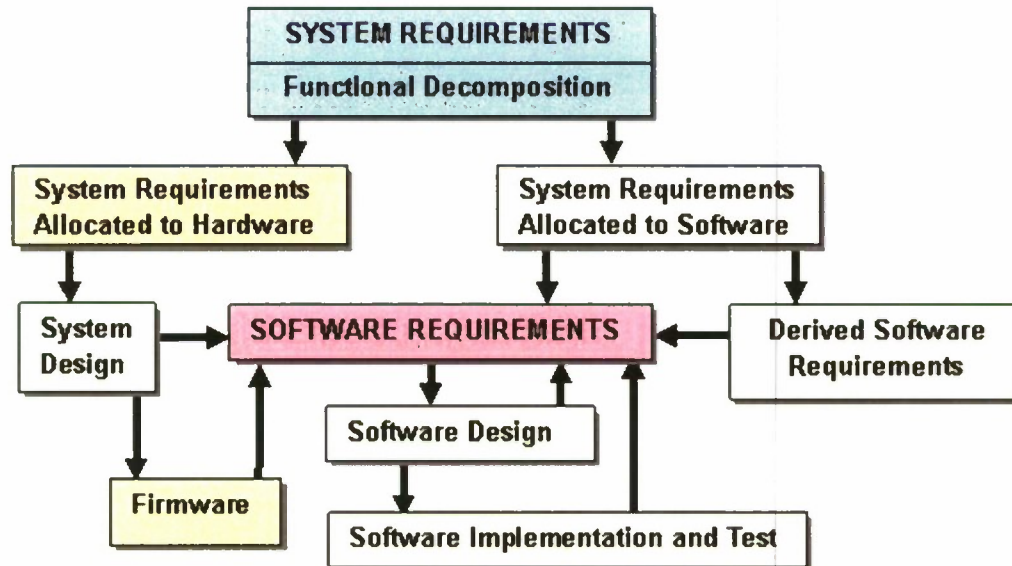 SYSTEM REQUIREMENTS
Functional Decomposition
System Requirements
Allocated to Hardware
System Requirements
Allocated to Software
System
Design
SOFTWARE REQUIREMENTS
Derived Software
Requirements
Software Design
Firmware
Software Implementation and Test